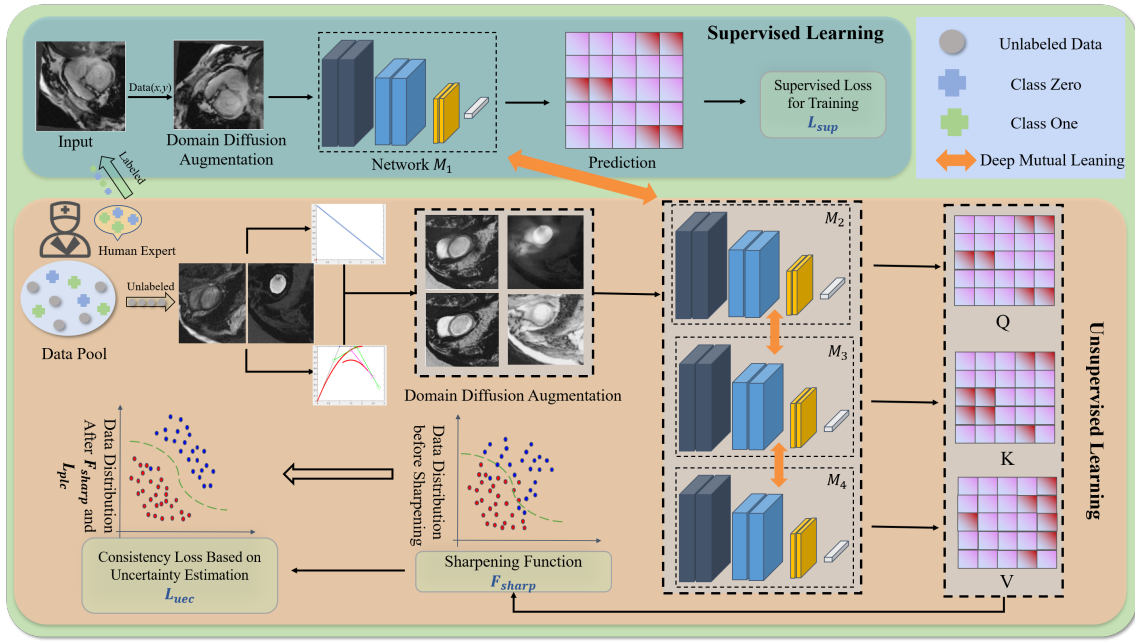 Supervised Learning
Data(x,y)
Input
Domain Diffusion
Augmentation
Network M1
Prediction
Supervised Loss
for Training
Lsup
Unlabeled Data
Class Zero
Class One
Deep Mutual Leaning
Labeled
Human Expert
Unlabeled
Data Pool
Domain Diffusion Augmentation
M2
M3
M4
Q
K
V
Unsupervised Learning
Data Distribution
After Fsharp and
Lplc
Data Distribution
before Sharpening
Consistency Loss Based on
Uncertainty Estimation
Luec
Sharpening Function
Fsharp